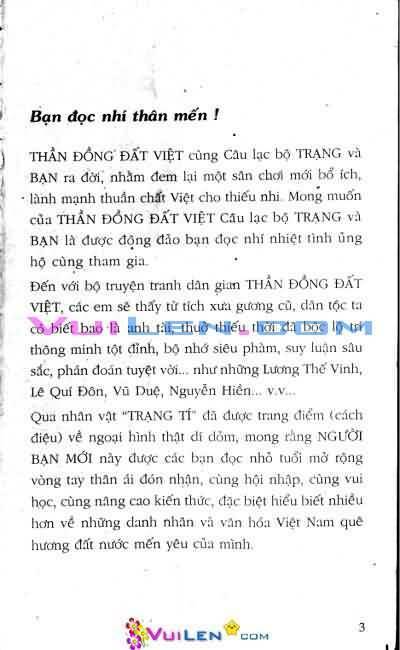 Bạn đọc nhí thân mến !
THẦN ĐỒNG ĐẤT VIỆT cùng Câu lạc bộ TRẠNG và
BẠN ra đời, nhằm đem lại một sân chơi mới bổ ích,
lành mạnh thuần chất Việt cho thiếu nhi. Mong muốn
của THẦN ĐỒNG ĐẤT VIỆT Câu lạc bộ TRẠNG và
BẠN là được đông đảo bạn đọc nhí nhiệt tình ủng
hộ cùng tham gia.
Đến với bộ truyện tranh dân gian THẦN ĐỒNG ĐẤT
VIỆT, các em sẽ thấy từ tích xưa gương cũ, dân tộc ta
có biết bao là anh tài, thuở thiếu thời đã bộc lộ trí
thông minh tột đỉnh, bộ nhớ siêu phàm, suy luận sâu
sắc, phán đoán tuyệt vời... như những Lương Thế Vinh,
Lê Quí Đôn, Vũ Duệ, Nguyễn Hiền... v.v...
Qua nhân vật "TRẠNG TÍ" đã được trang điểm (cách
điệu) về ngoại hình thật dí dỏm, mong rằng NGƯỜI
BẠN MỚI này được các bạn đọc nhỏ tuổi mở rộng
vòng tay thân ái đón nhận, cùng hội nhập, cùng vui
học, cùng nâng cao kiến thức, đặc biệt hiểu biết nhiều
hơn về những danh nhân và văn hóa Việt Nam quê
hương đất nước mến yêu của mình.
3
VUILEN.COM
VUILEN.COM